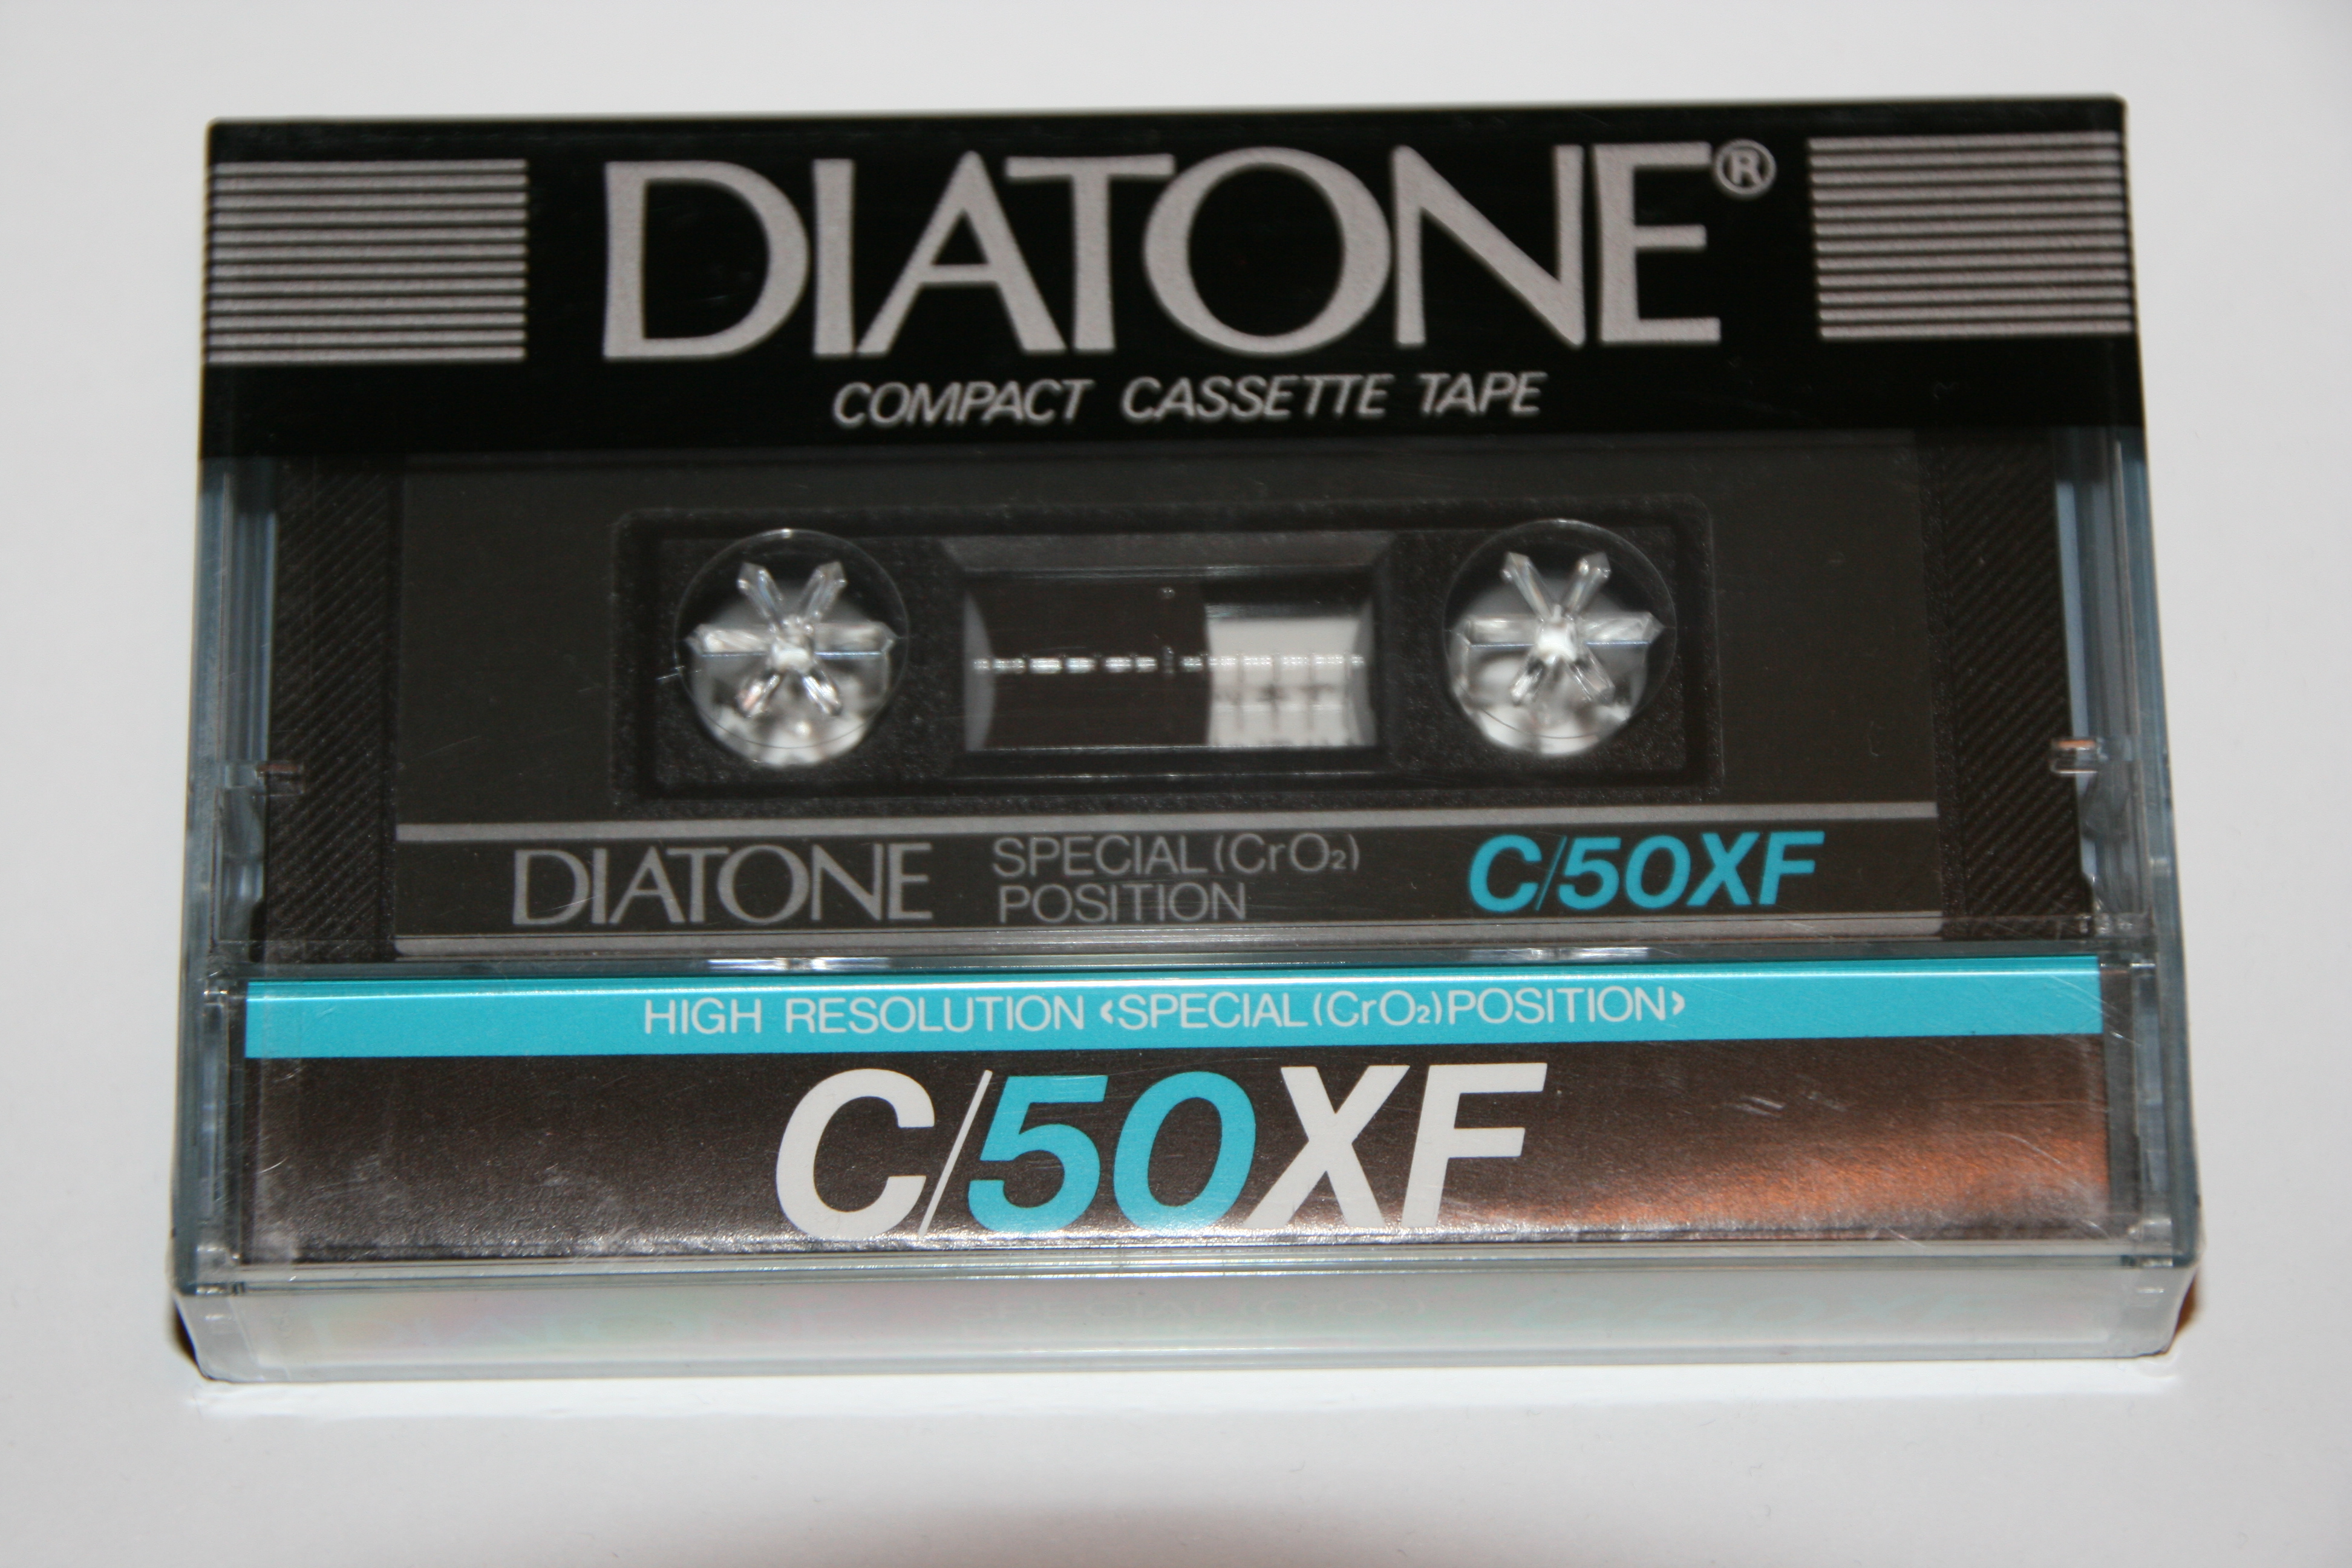 DIATONE®
COMPACT CASSETTE TAPE
DIATONE
SPECIAL (CrO₂)
POSITION
C/50XF
HIGH RESOLUTION ‹SPECIAL (CrO₂) POSITION›
C/50XF